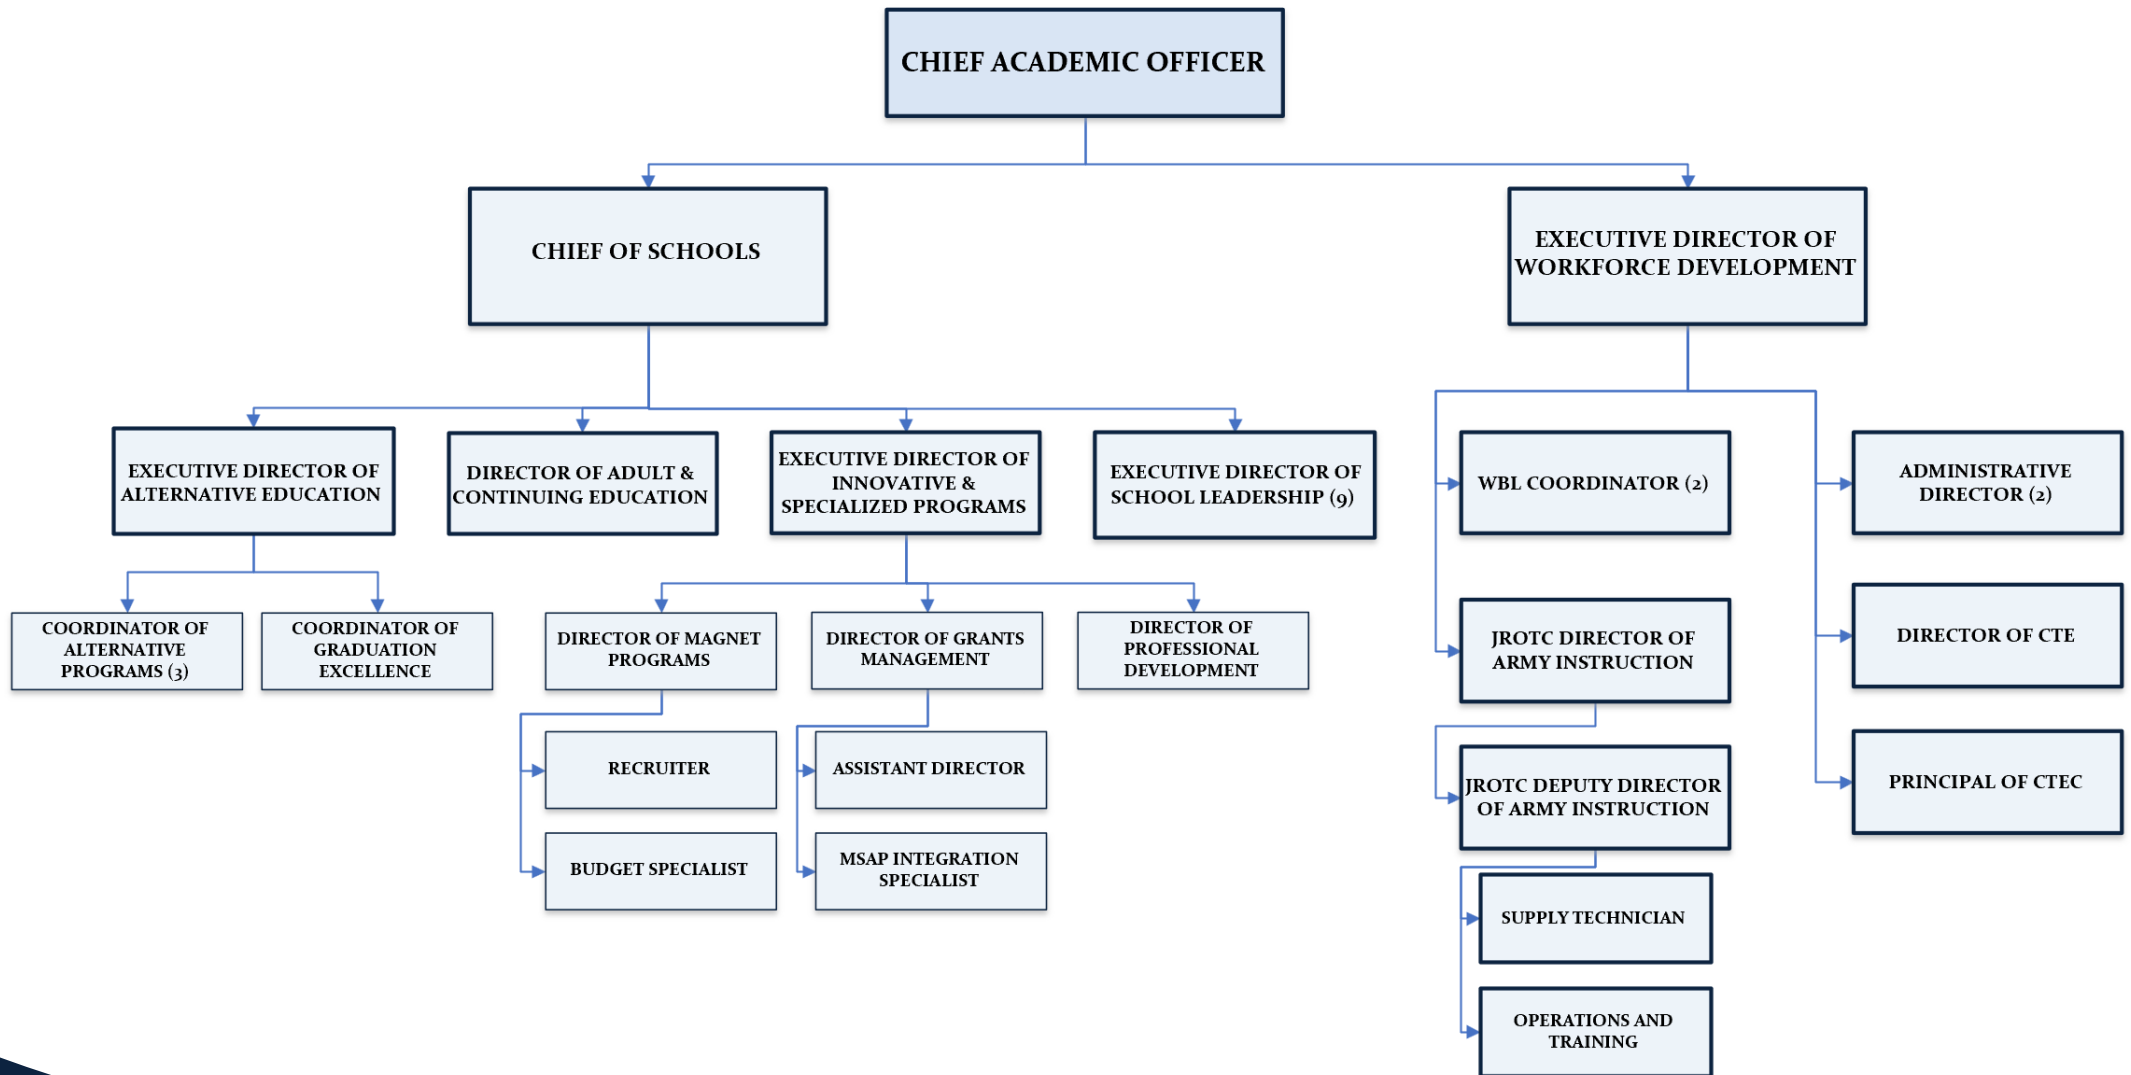 CHIEF ACADEMIC OFFICER
CHIEF OF SCHOOLS
EXECUTIVE DIRECTOR OF
WORKFORCE DEVELOPMENT
EXECUTIVE DIRECTOR OF
ALTERNATIVE EDUCATION
DIRECTOR OF ADULT &
CONTINUING EDUCATION
EXECUTIVE DIRECTOR OF
INNOVATIVE &
SPECIALIZED PROGRAMS
EXECUTIVE DIRECTOR OF
SCHOOL LEADERSHIP (9)
WBL COORDINATOR (2)
ADMINISTRATIVE
DIRECTOR (2)
COORDINATOR OF
ALTERNATIVE
PROGRAMS (3)
COORDINATOR OF
GRADUATION
EXCELLENCE
DIRECTOR OF MAGNET
PROGRAMS
DIRECTOR OF GRANTS
MANAGEMENT
DIRECTOR OF
PROFESSIONAL
DEVELOPMENT
JROTC DIRECTOR OF
ARMY INSTRUCTION
DIRECTOR OF CTE
RECRUITER
ASSISTANT DIRECTOR
JROTC DEPUTY DIRECTOR
OF ARMY INSTRUCTION
PRINCIPAL OF CTEC
BUDGET SPECIALIST
MSAP INTEGRATION
SPECIALIST
SUPPLY TECHNICIAN
OPERATIONS AND
TRAINING